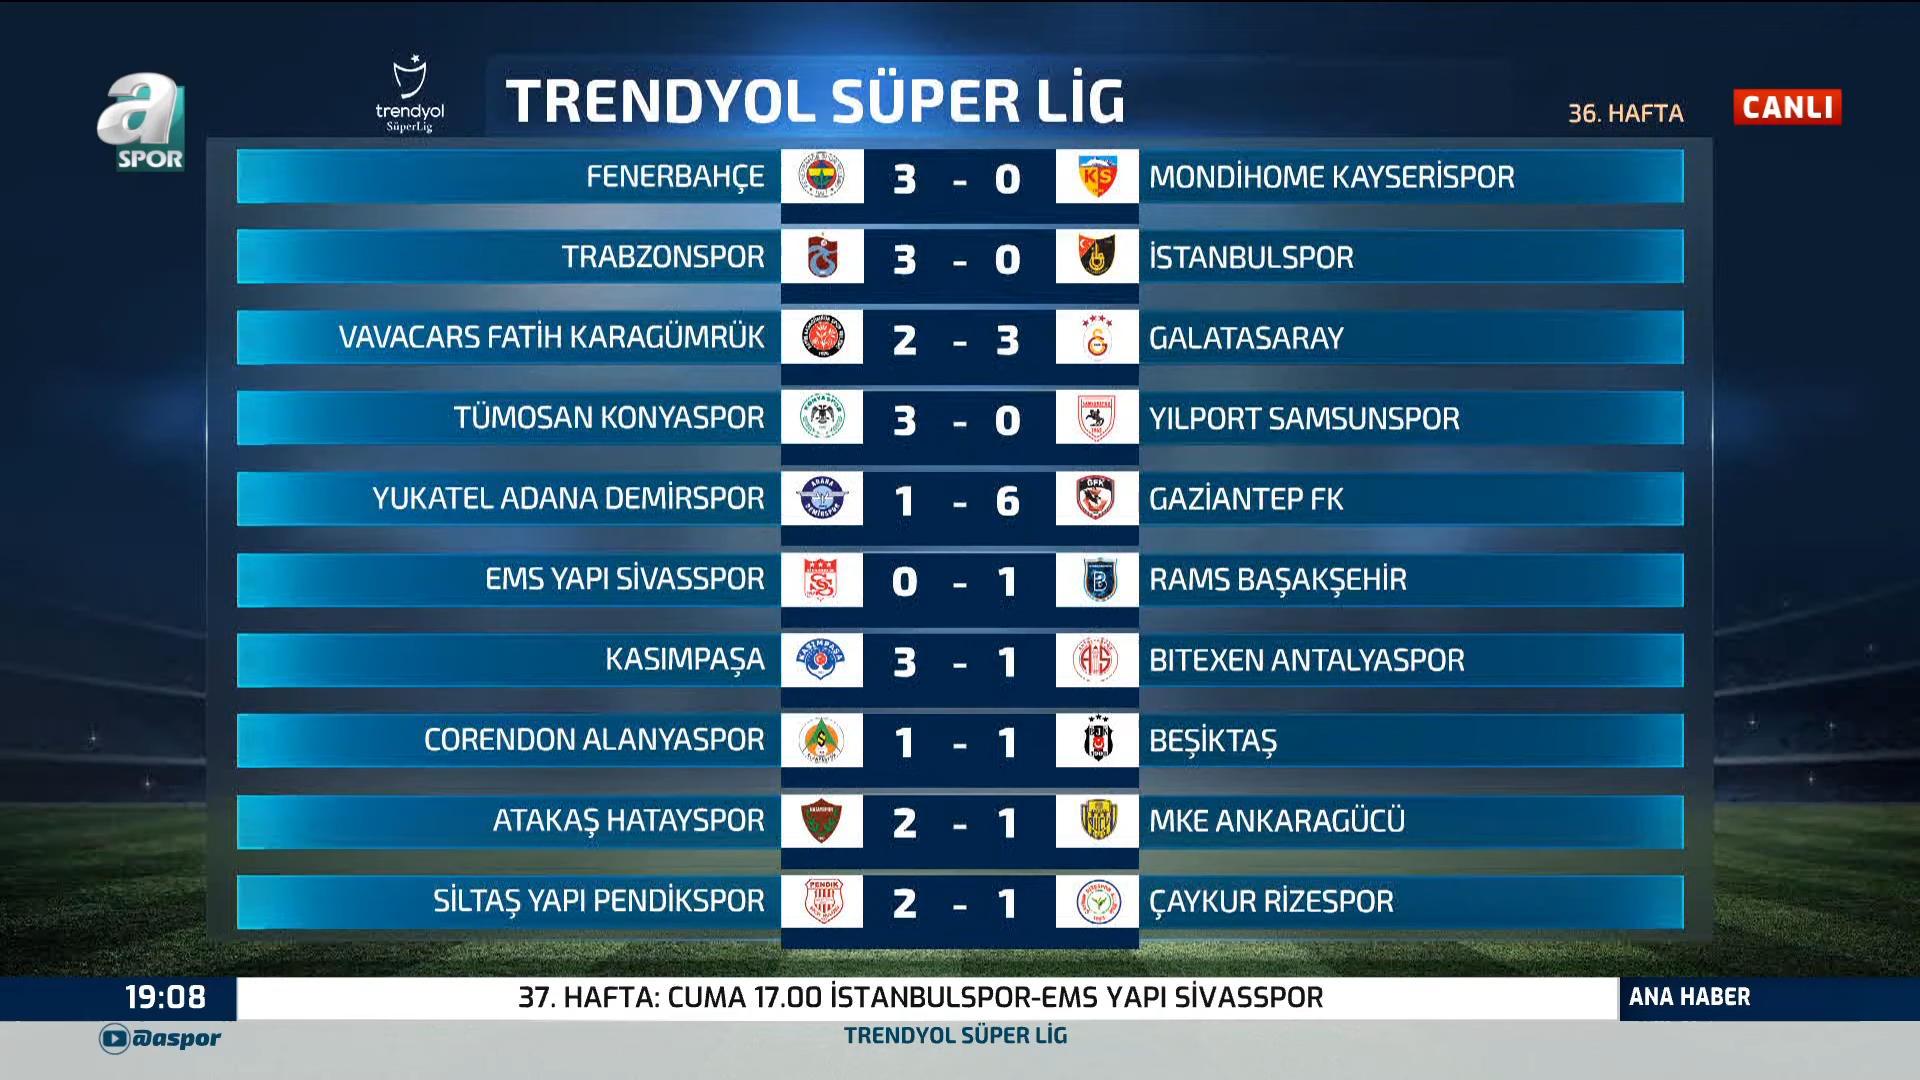 a SPOR
trendyol
SüperLig
TRENDYOL SÜPER LİG
36. HAFTA
CANLI
FENERBAHÇE 3 - 0 MONDİHOME KAYSERİSPOR
TRABZONSPOR 3 - 0 İSTANBULSPOR
VAVACARS FATİH KARAGÜMRÜK 2 - 3 GALATASARAY
TÜMOSAN KONYASPOR 3 - 0 YILPORT SAMSUNSPOR
YUKATEL ADANA DEMİRSPOR 1 - 6 GAZİANTEP FK
EMS YAPI SİVASSPOR 0 - 1 RAMS BAŞAKŞEHİR
KASIMPAŞA 3 - 1 BITEXEN ANTALYASPOR
CORENDON ALANYASPOR 1 - 1 BEŞİKTAŞ
ATAKAŞ HATAYSPOR 2 - 1 MKE ANKARAGÜCÜ
SİLTAŞ YAPI PENDİKSPOR 2 - 1 ÇAYKUR RİZESPOR
19:08
37. HAFTA: CUMA 17.00 İSTANBULSPOR-EMS YAPI SİVASSPOR
ANA HABER
@aspor
TRENDYOL SÜPER LİG